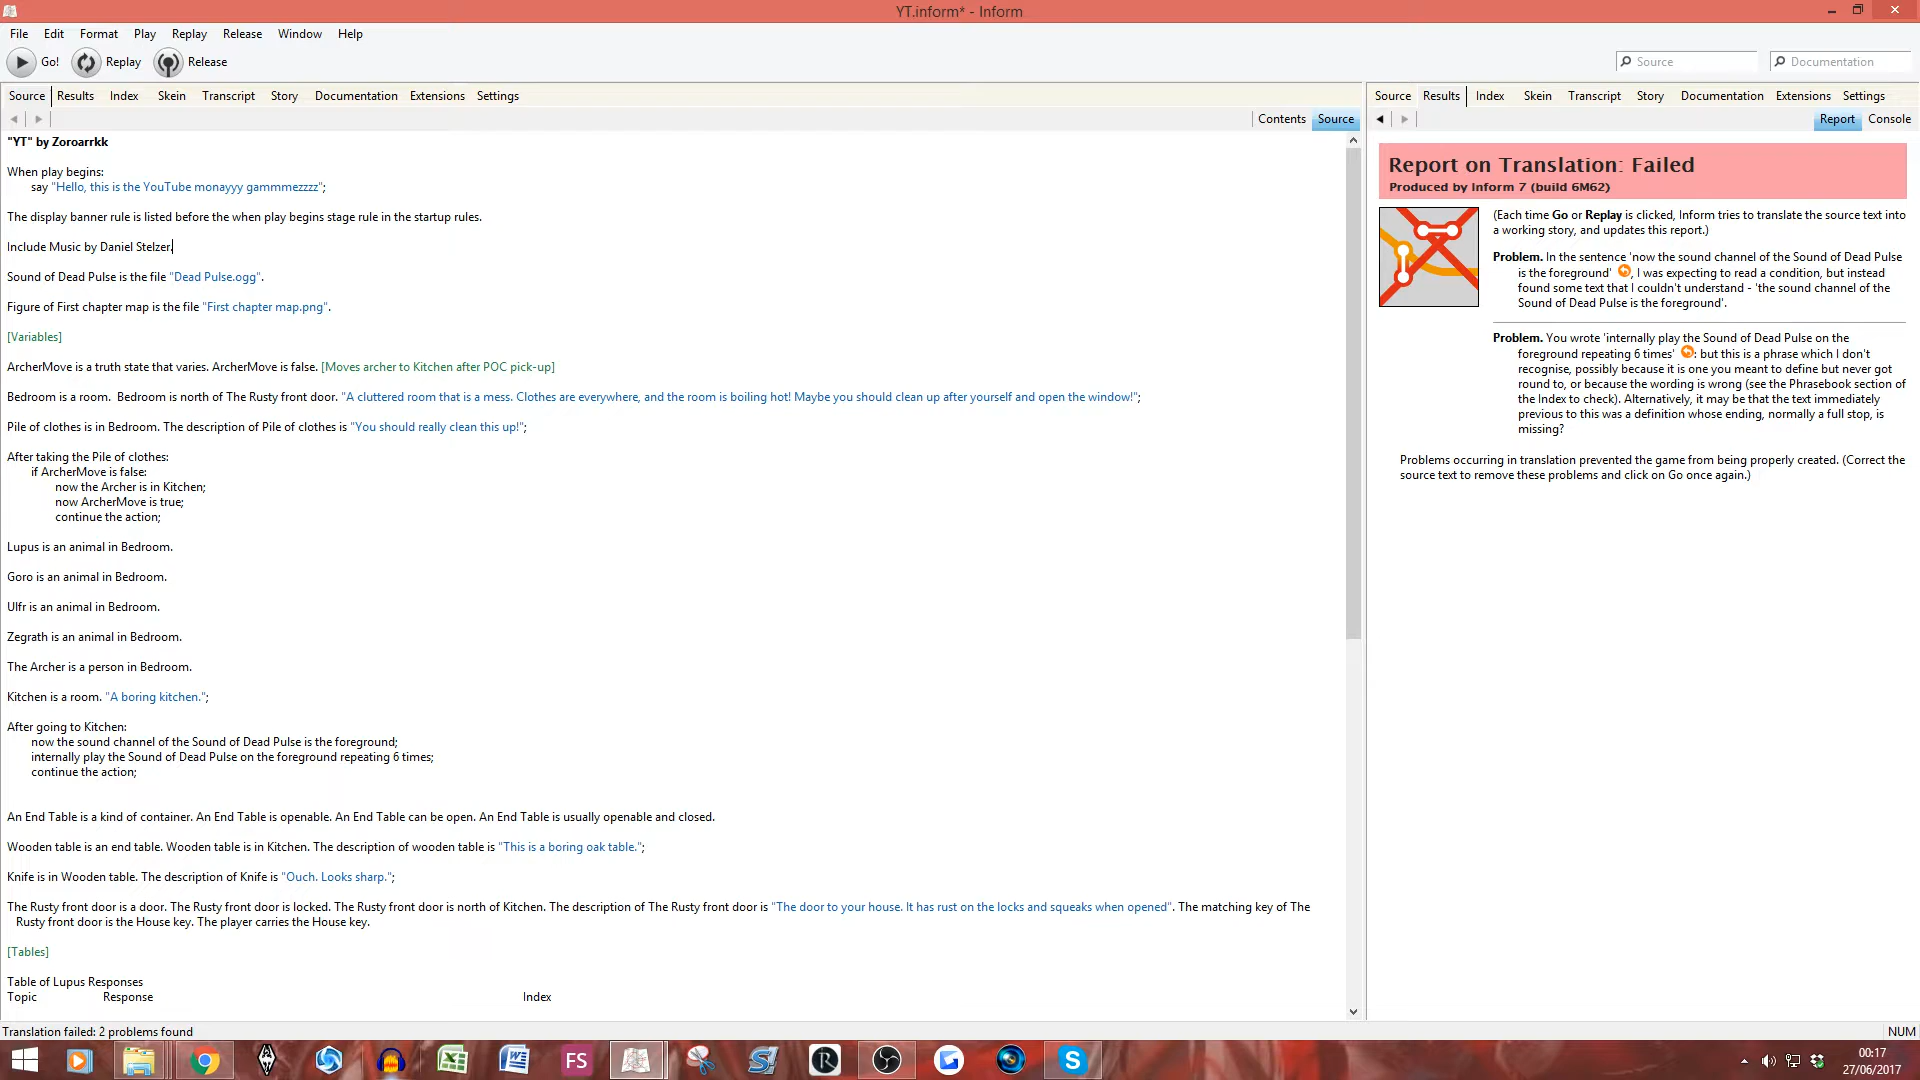 YT.inform* - Inform
File Edit Format Play Replay Release Window Help
Go! Replay Release Source Documentation
Source Results Index Skein Transcript Story Documentation Extensions Settings
Contents Source
"YT" by Zoroarrkk
When play begins:
say "Hello, this is the YouTube monayyy gammmezzzz";
The display banner rule is listed before the when play begins stage rule in the startup rules.
Include Music by Daniel Stelzer.
Sound of Dead Pulse is the file "Dead Pulse.ogg".
Figure of First chapter map is the file "First chapter map.png".
[Variables]
ArcherMove is a truth state that varies. ArcherMove is false. [Moves archer to Kitchen after POC pick-up]
Bedroom is a room. Bedroom is north of The Rusty front door. "A cluttered room that is a mess. Clothes are everywhere, and the room is boiling hot! Maybe you should clean up after yourself and open the window!";
Pile of clothes is in Bedroom. The description of Pile of clothes is "You should really clean this up!";
After taking the Pile of clothes:
if ArcherMove is false:
now the Archer is in Kitchen;
now ArcherMove is true;
continue the action;
Lupus is an animal in Bedroom.
Goro is an animal in Bedroom.
Ulfr is an animal in Bedroom.
Zegrath is an animal in Bedroom.
The Archer is a person in Bedroom.
Kitchen is a room. "A boring kitchen.";
After going to Kitchen:
now the sound channel of the Sound of Dead Pulse is the foreground;
internally play the Sound of Dead Pulse on the foreground repeating 6 times;
continue the action;
An End Table is a kind of container. An End Table is openable. An End Table can be open. An End Table is usually openable and closed.
Wooden table is an end table. Wooden table is in Kitchen. The description of wooden table is "This is a boring oak table.";
Knife is in Wooden table. The description of Knife is "Ouch. Looks sharp.";
The Rusty front door is a door. The Rusty front door is locked. The Rusty front door is north of Kitchen. The description of The Rusty front door is "The door to your house. It has rust on the locks and squeaks when opened". The matching key of The
Rusty front door is the House key. The player carries the House key.
[Tables]
Table of Lupus Responses
Topic Response Index
Source Results Index Skein Transcript Story Documentation Extensions Settings
Report Console
Report on Translation: Failed
Produced by Inform 7 (build 6M62)
(Each time Go or Replay is clicked, Inform tries to translate the source text into
a working story, and updates this report.)
Problem. In the sentence 'now the sound channel of the Sound of Dead Pulse
is the foreground' , I was expecting to read a condition, but instead
found some text that I couldn't understand - 'the sound channel of the
Sound of Dead Pulse is the foreground'.
Problem. You wrote 'internally play the Sound of Dead Pulse on the
foreground repeating 6 times' : but this is a phrase which I don't
recognise, possibly because it is one you meant to define but never got
round to, or because the wording is wrong (see the Phrasebook section of
the Index to check). Alternatively, it may be that the text immediately
previous to this was a definition whose ending, normally a full stop, is
missing?
Problems occurring in translation prevented the game from being properly created. (Correct the
source text to remove these problems and click on Go once again.)
Translation failed: 2 problems found
NUM
FS
R
S
00:17
27/06/2017